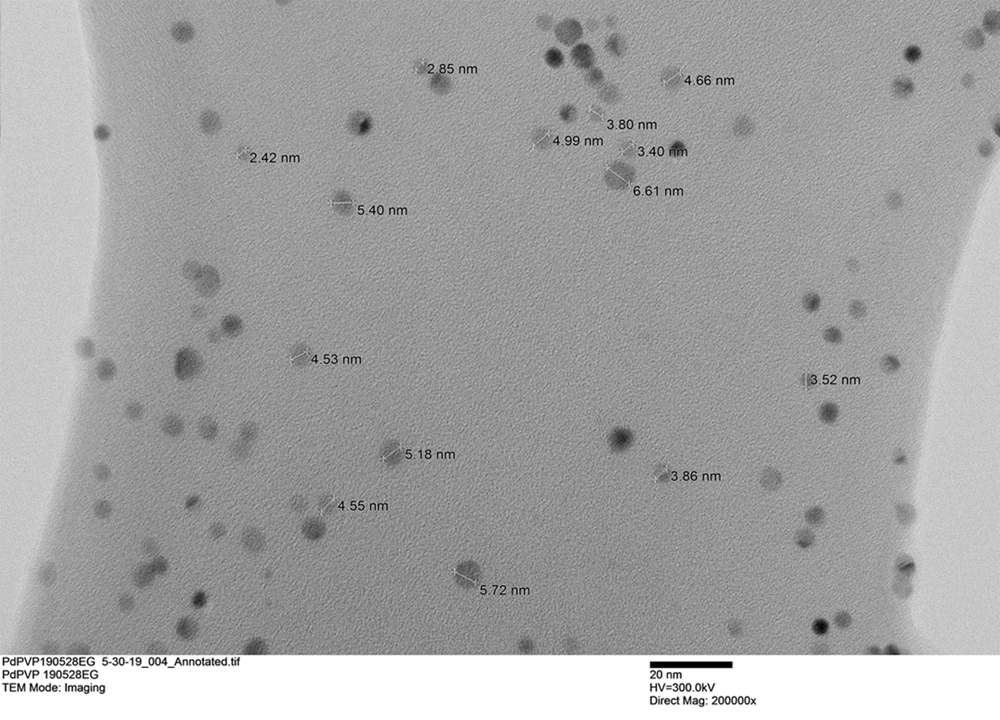 2.85 nm
4.66 nm
3.80 nm
4.99 nm
3.40 nm
2.42 nm
6.61 nm
5.40 nm
4.53 nm
3.52 nm
5.18 nm
3.86 nm
4.55 nm
5.72 nm
PdPVP190528EG 5-30-19_004_Annotated.tif
PdPVP 190528EG
TEM Mode: Imaging
20 nm
HV=300.0kV
Direct Mag: 200000x